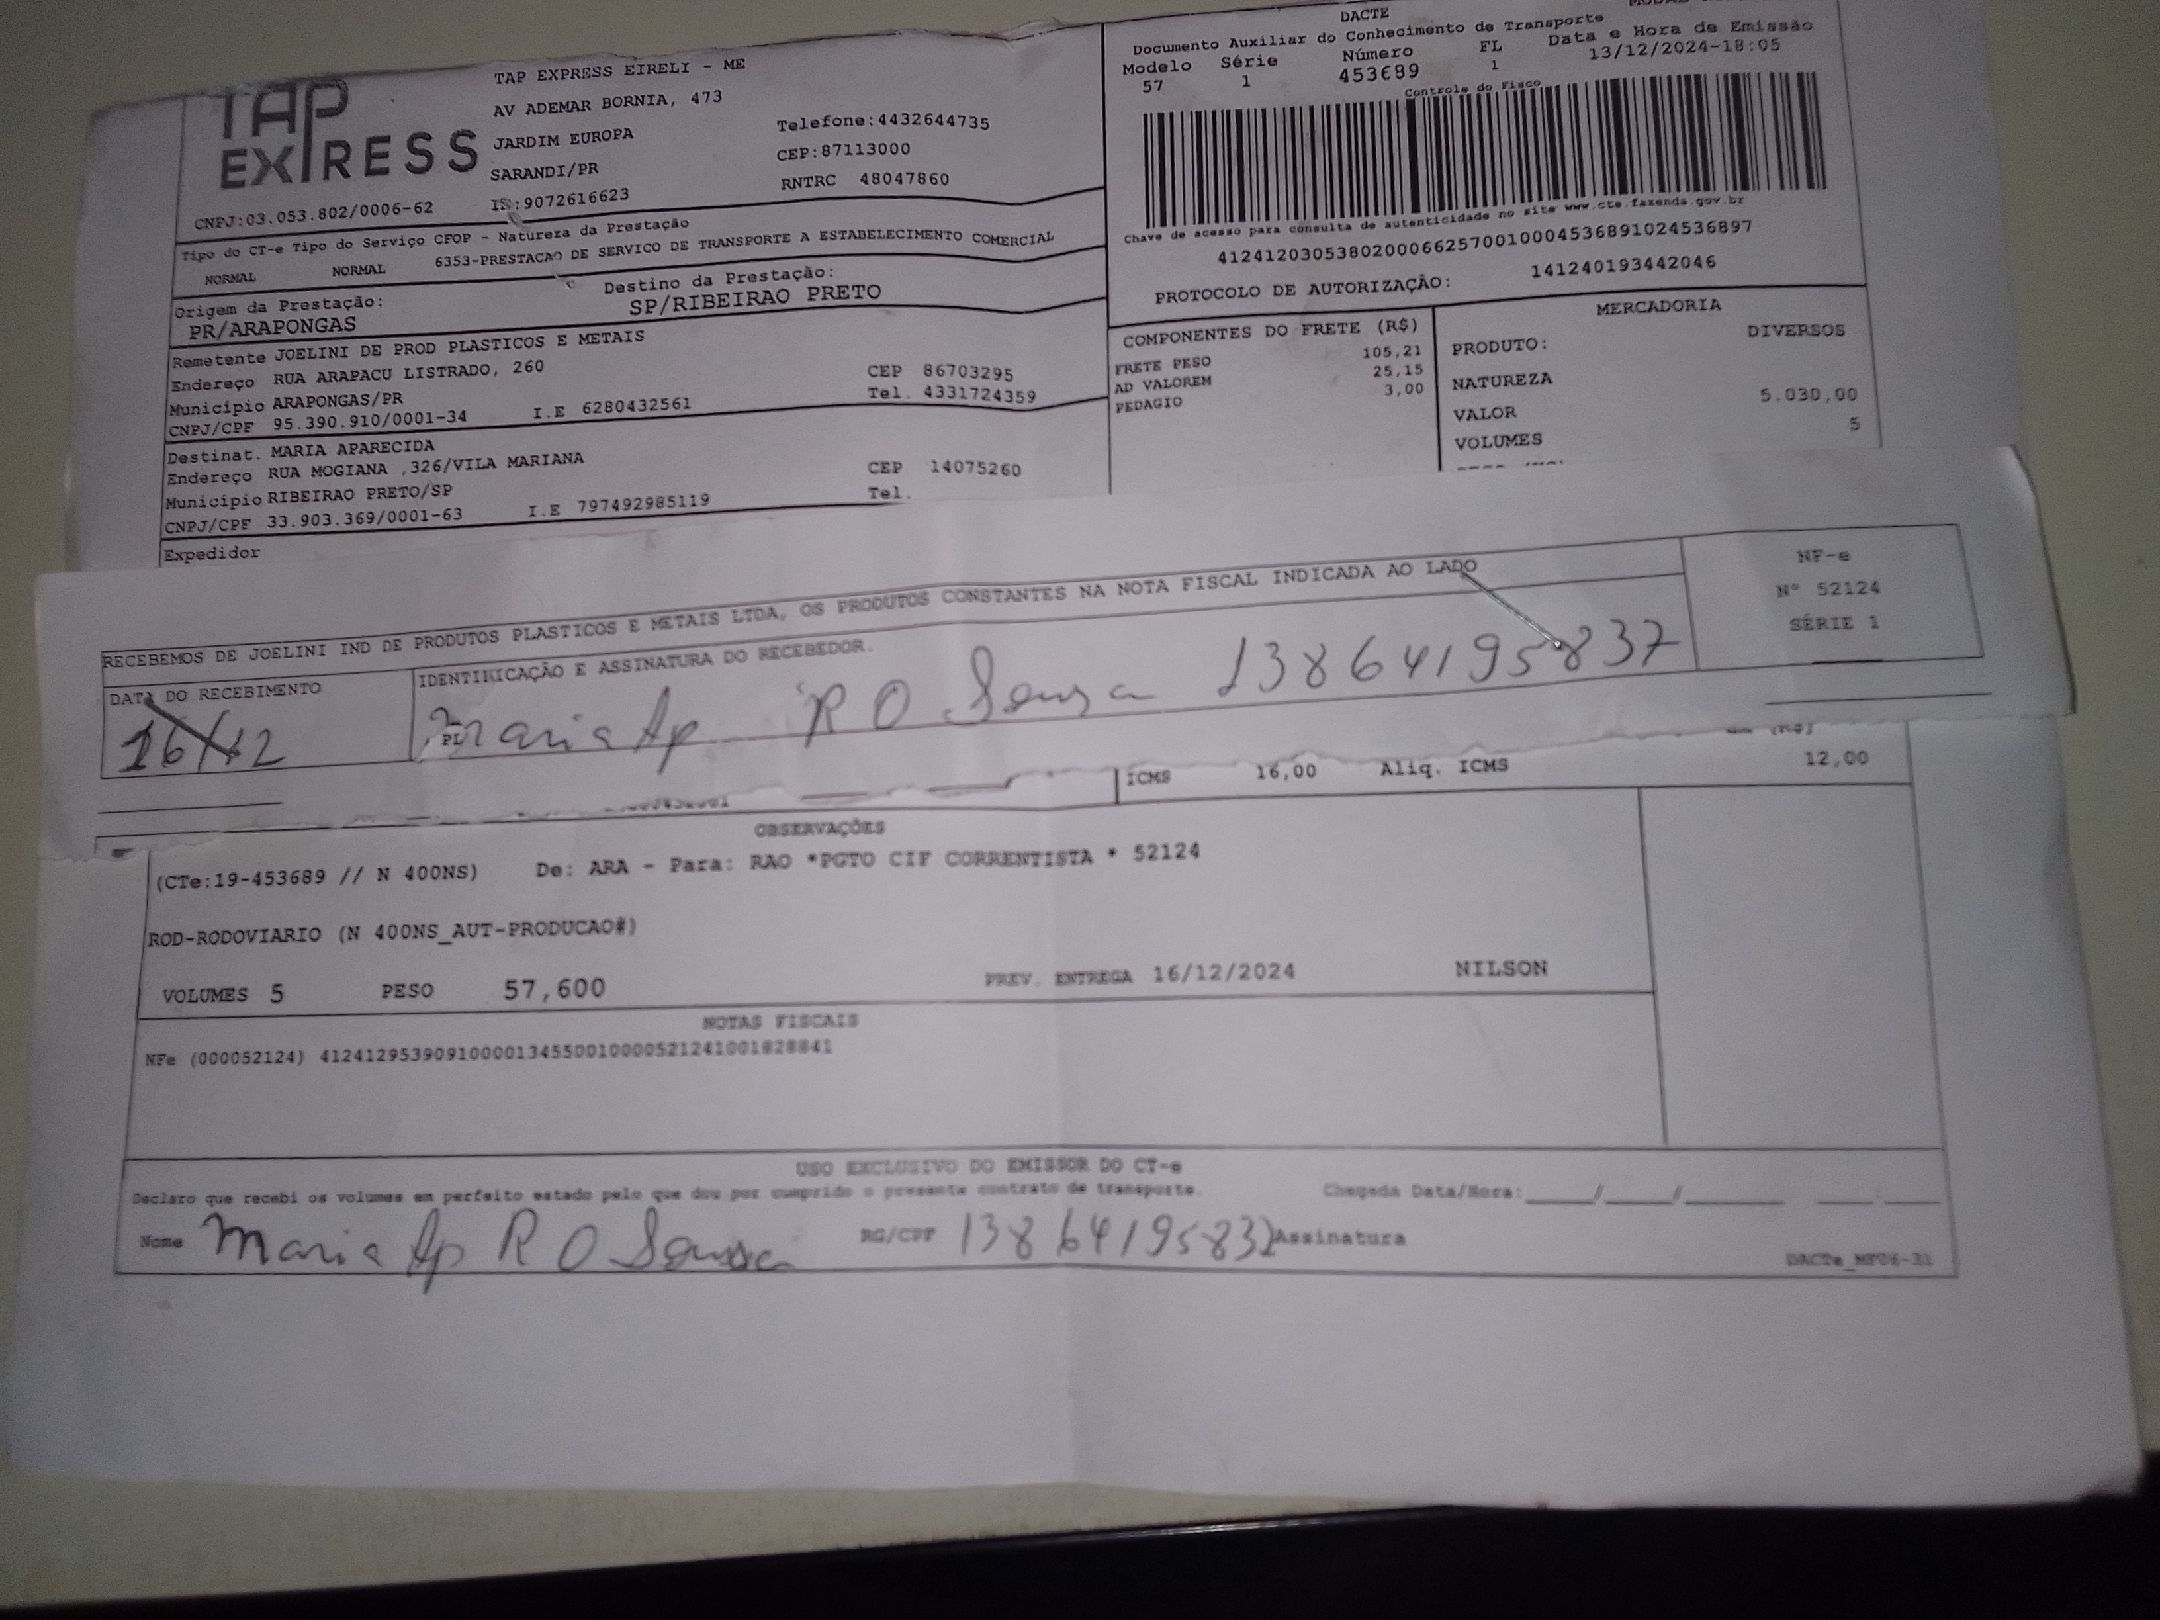 DACTE
Documento Auxiliar do Conhecimento de Transporte
Modelo Série Número FL Data e Hora de Emissão
57 1 453689 1 13/12/2024-18:05
Controle do Fisco
TAP EXPRESS
TAP EXPRESS EIRELI - ME
AV ADEMAR BORNIA, 473
JARDIM EUROPA Telefone:4432644735
SARANDI/PR CEP:87113000
CNPJ:03.053.802/0006-62 IE:9072616623 RNTRC 48047860
Chave de acesso para consulta de autenticidade no site www.cte.fazenda.gov.br
41241203053802000662570010004536891024536897
PROTOCOLO DE AUTORIZAÇÃO: 141240193442046
Tipo do CT-e Tipo do Serviço CFOP - Natureza da Prestação
NORMAL NORMAL 6353-PRESTACAO DE SERVICO DE TRANSPORTE A ESTABELECIMENTO COMERCIAL
Origem da Prestação: Destino da Prestação:
PR/ARAPONGAS SP/RIBEIRAO PRETO
Remetente JOELINI DE PROD PLASTICOS E METAIS
Endereço RUA ARAPACU LISTRADO, 260 CEP 86703295
Município ARAPONGAS/PR Tel. 4331724359
CNPJ/CPF 95.390.910/0001-34 I.E 6280432561
Destinat. MARIA APARECIDA
Endereço RUA MOGIANA ,326/VILA MARIANA CEP 14075260
Município RIBEIRAO PRETO/SP Tel.
CNPJ/CPF 33.903.369/0001-63 I.E 797492985119
Expedidor
COMPONENTES DO FRETE (R$)
FRETE PESO 105,21
AD VALOREM 25,15
PEDAGIO 3,00
MERCADORIA
PRODUTO: DIVERSOS
NATUREZA
VALOR 5.030,00
VOLUMES 5
RECEBEMOS DE JOELINI IND DE PRODUTOS PLASTICOS E METAIS LTDA, OS PRODUTOS CONSTANTES NA NOTA FISCAL INDICADA AO LADO
NF-e
Nº 52124
SÉRIE 1
DATA DO RECEBIMENTO IDENTIFICAÇÃO E ASSINATURA DO RECEBEDOR.
16/12 Maria Ap R O Sousa 13864195837
ICMS 16,00 Aliq. ICMS 12,00
OBSERVAÇÕES
(CTe:19-453689 // N 400NS) De: ARA - Para: RAO *PGTO CIF CORRENTISTA * 52124
ROD-RODOVIARIO (N 400NS_AUT-PRODUCAO#)
VOLUMES 5 PESO 57,600 PREV. ENTREGA 16/12/2024 NILSON
NOTAS FISCAIS
NFe (000052124) 41241295390910000134550010000521241001828841
USO EXCLUSIVO DO EMISSOR DO CT-e
Declaro que recebi os volumes em perfeito estado pelo que dou por cumprido o presente contrato de transporte. Chegada Data/Hora:_____/_____/_____
Nome Maria Ap R O Sousa RG/CPF 13864195837 Assinatura
DACTe_MF06-31